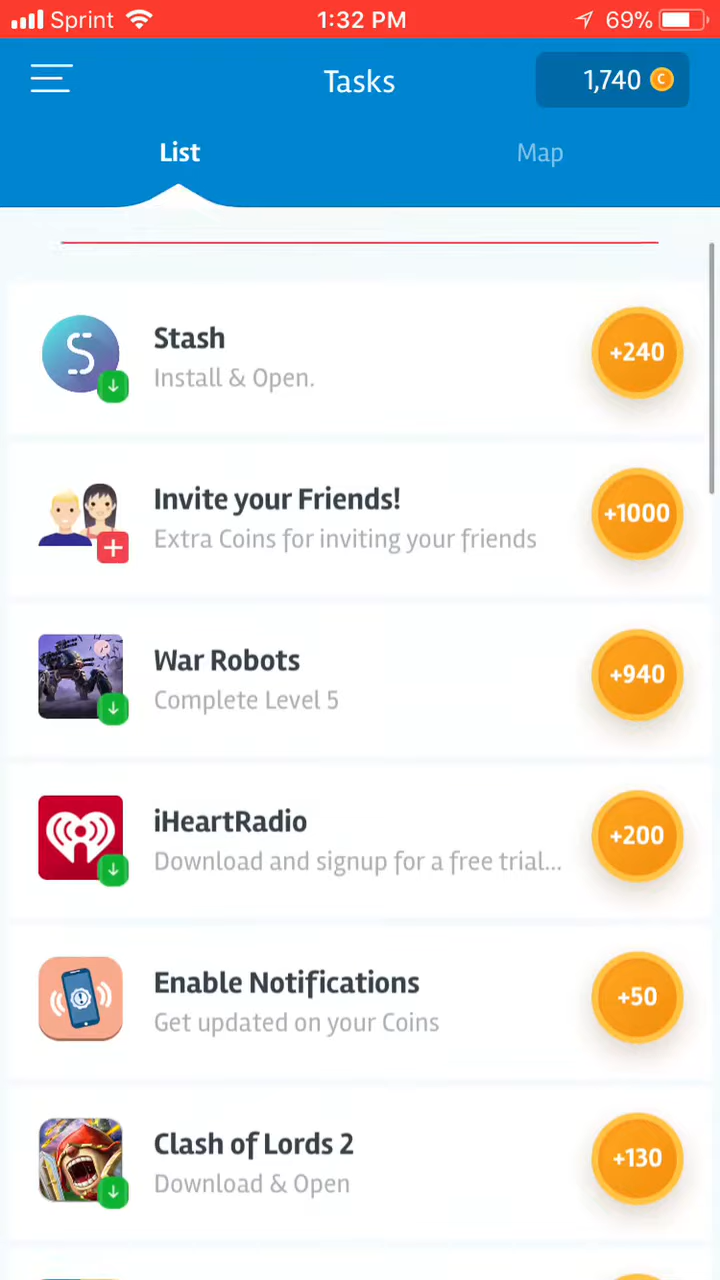 Sprint 1:32 PM 69%
Tasks 1,740 C
List Map
S
Stash
Install & Open.
+240
Invite your Friends!
Extra Coins for inviting your friends
+1000
War Robots
Complete Level 5
+940
iHeartRadio
Download and signup for a free trial...
+200
Enable Notifications
Get updated on your Coins
+50
Clash of Lords 2
Download & Open
+130